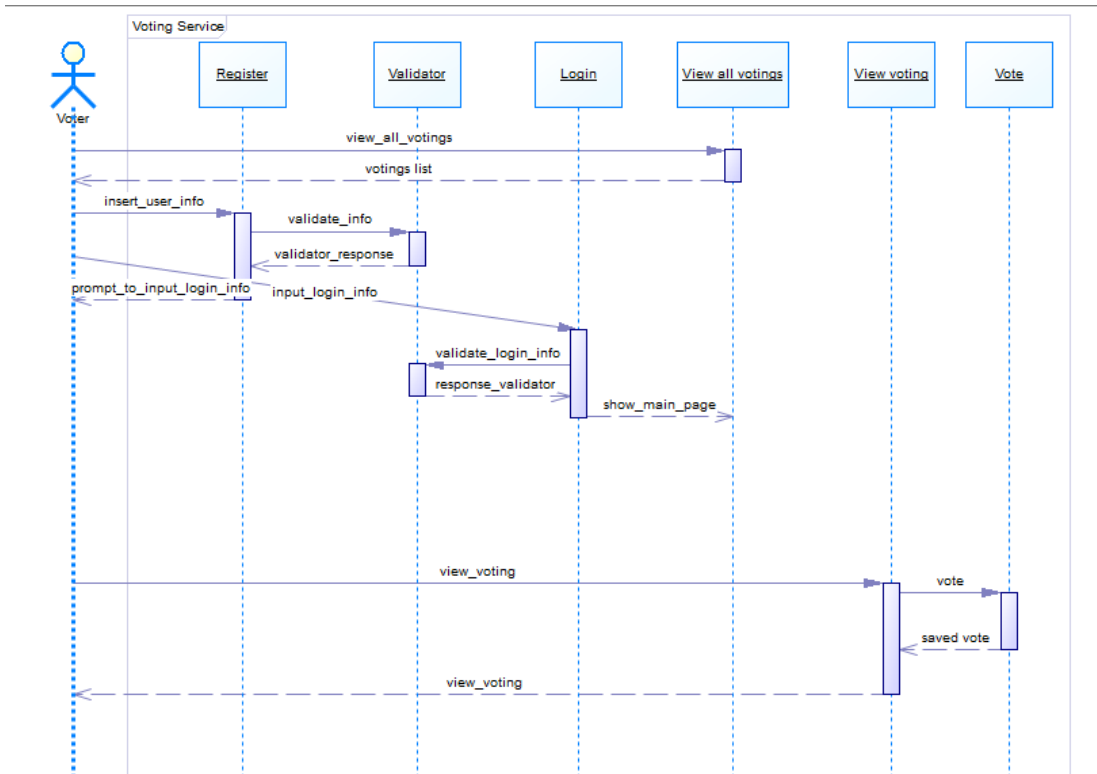 Voting Service
Voter
Register
Validator
Login
View all votings
View voting
Vote
view_all_votings
votings list
insert_user_info
validate_info
validator_response
prompt_to_input_login_info
input_login_info
validate_login_info
response_validator
show_main_page
view_voting
vote
saved vote
view_voting